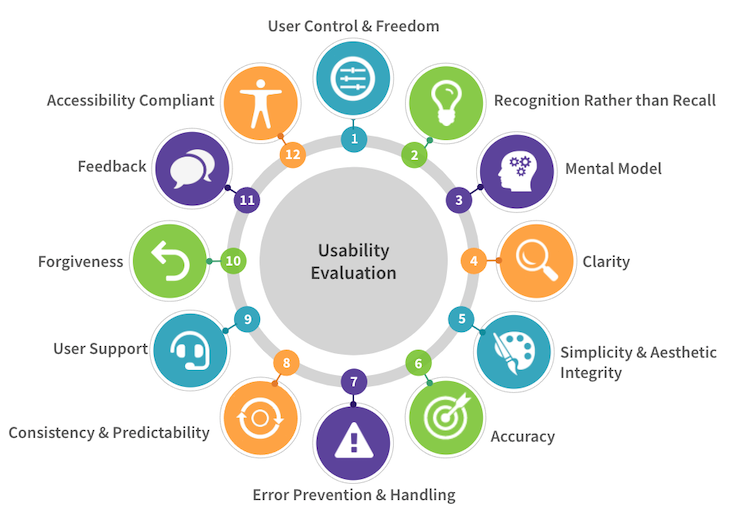 User Control & Freedom
1
Recognition Rather than Recall
2
Mental Model
3
Clarity
4
Simplicity & Aesthetic
Integrity
5
Accuracy
6
Error Prevention & Handling
7
Consistency & Predictability
8
User Support
9
Forgiveness
10
Feedback
11
Accessibility Compliant
12
Usability
Evaluation